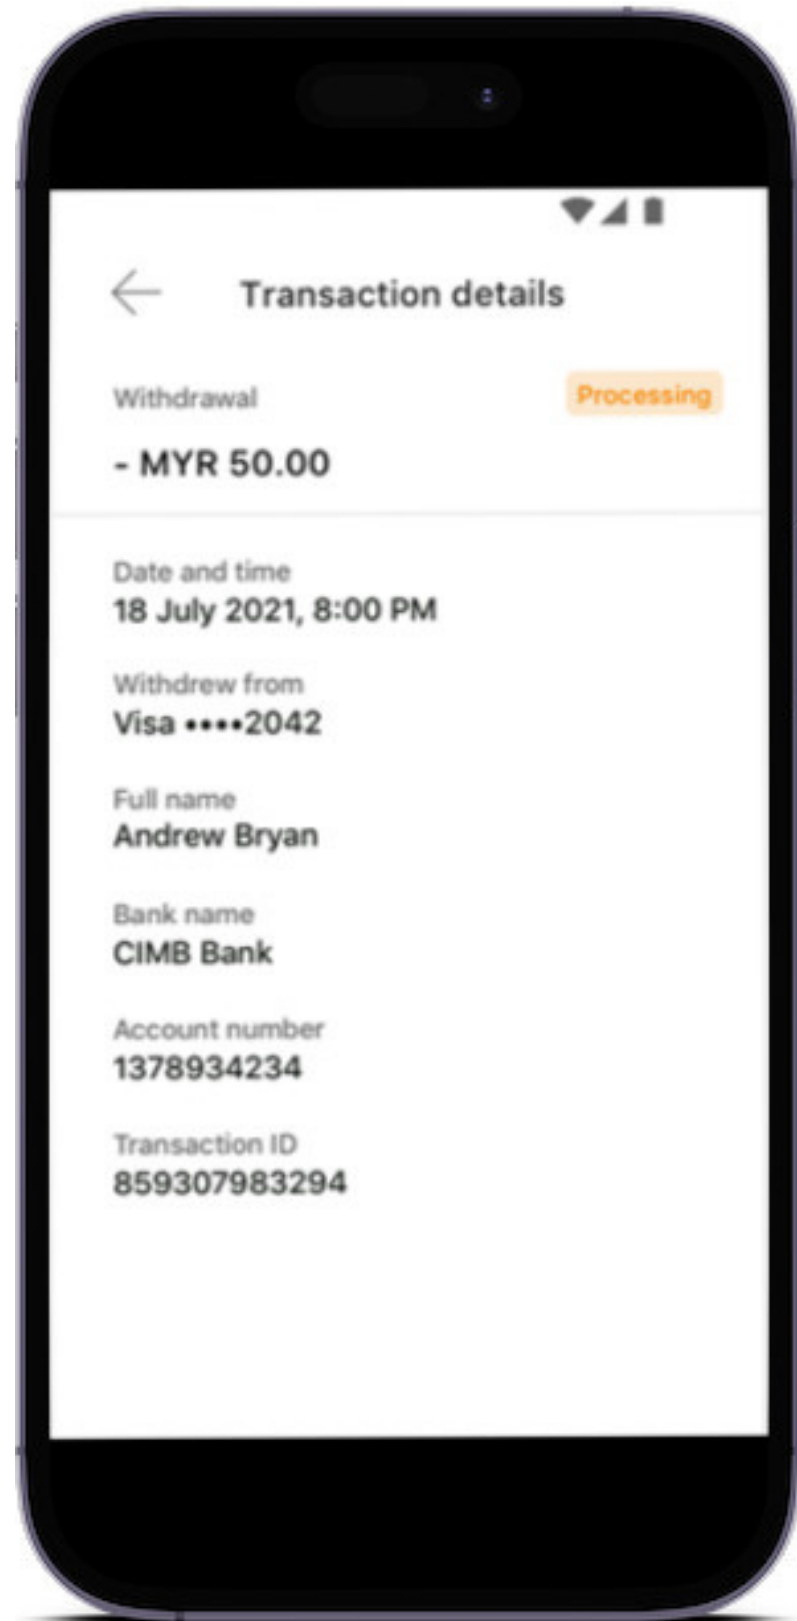 Transaction details
Withdrawal
Processing
- MYR 50.00
Date and time
18 July 2021, 8:00 PM
Withdrew from
Visa ••••2042
Full name
Andrew Bryan
Bank name
CIMB Bank
Account number
1378934234
Transaction ID
859307983294